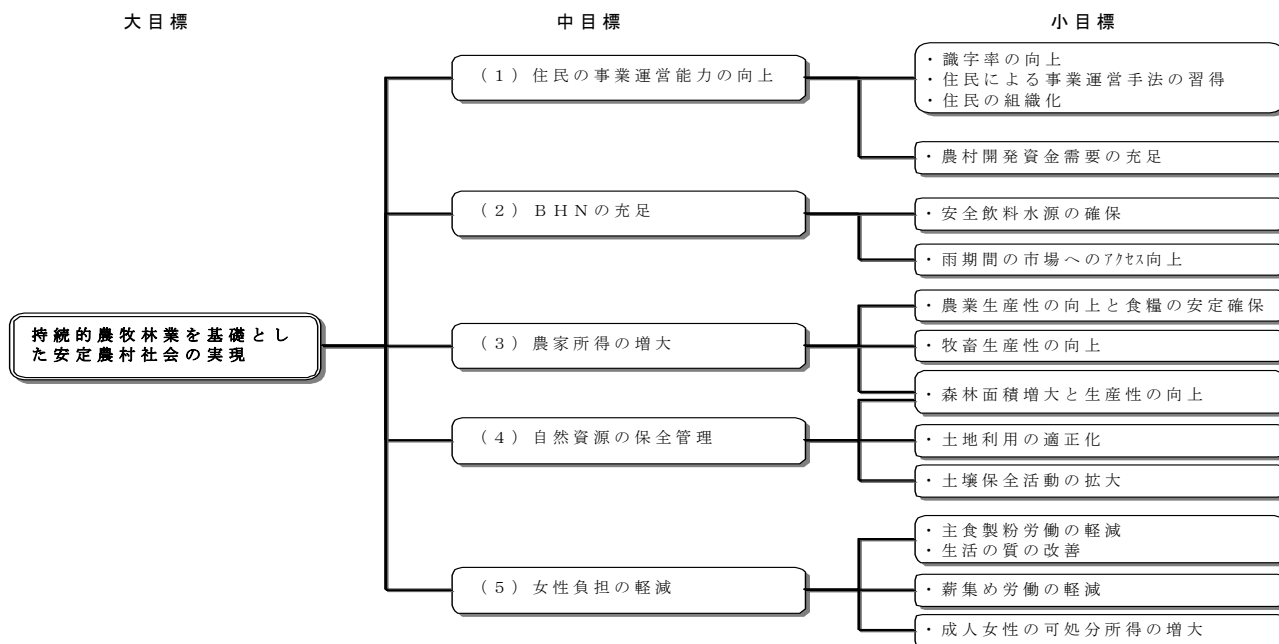 大目標
中目標
小目標
持続的農牧林業を基礎とし
た安定農村社会の実現
(1)住民の事業運営能力の向上
・識字率の向上
・住民による事業運営手法の習得
・住民の組織化
・農村開発資金需要の充足
(2)BHNの充足
・安全飲料水源の確保
・雨期間の市場へのアクセス向上
(3)農家所得の増大
・農業生産性の向上と食糧の安定確保
・牧畜生産性の向上
・森林面積増大と生産性の向上
(4)自然資源の保全管理
・土地利用の適正化
・土壌保全活動の拡大
(5)女性負担の軽減
・主食製粉労働の軽減
・生活の質の改善
・薪集め労働の軽減
・成人女性の可処分所得の増大